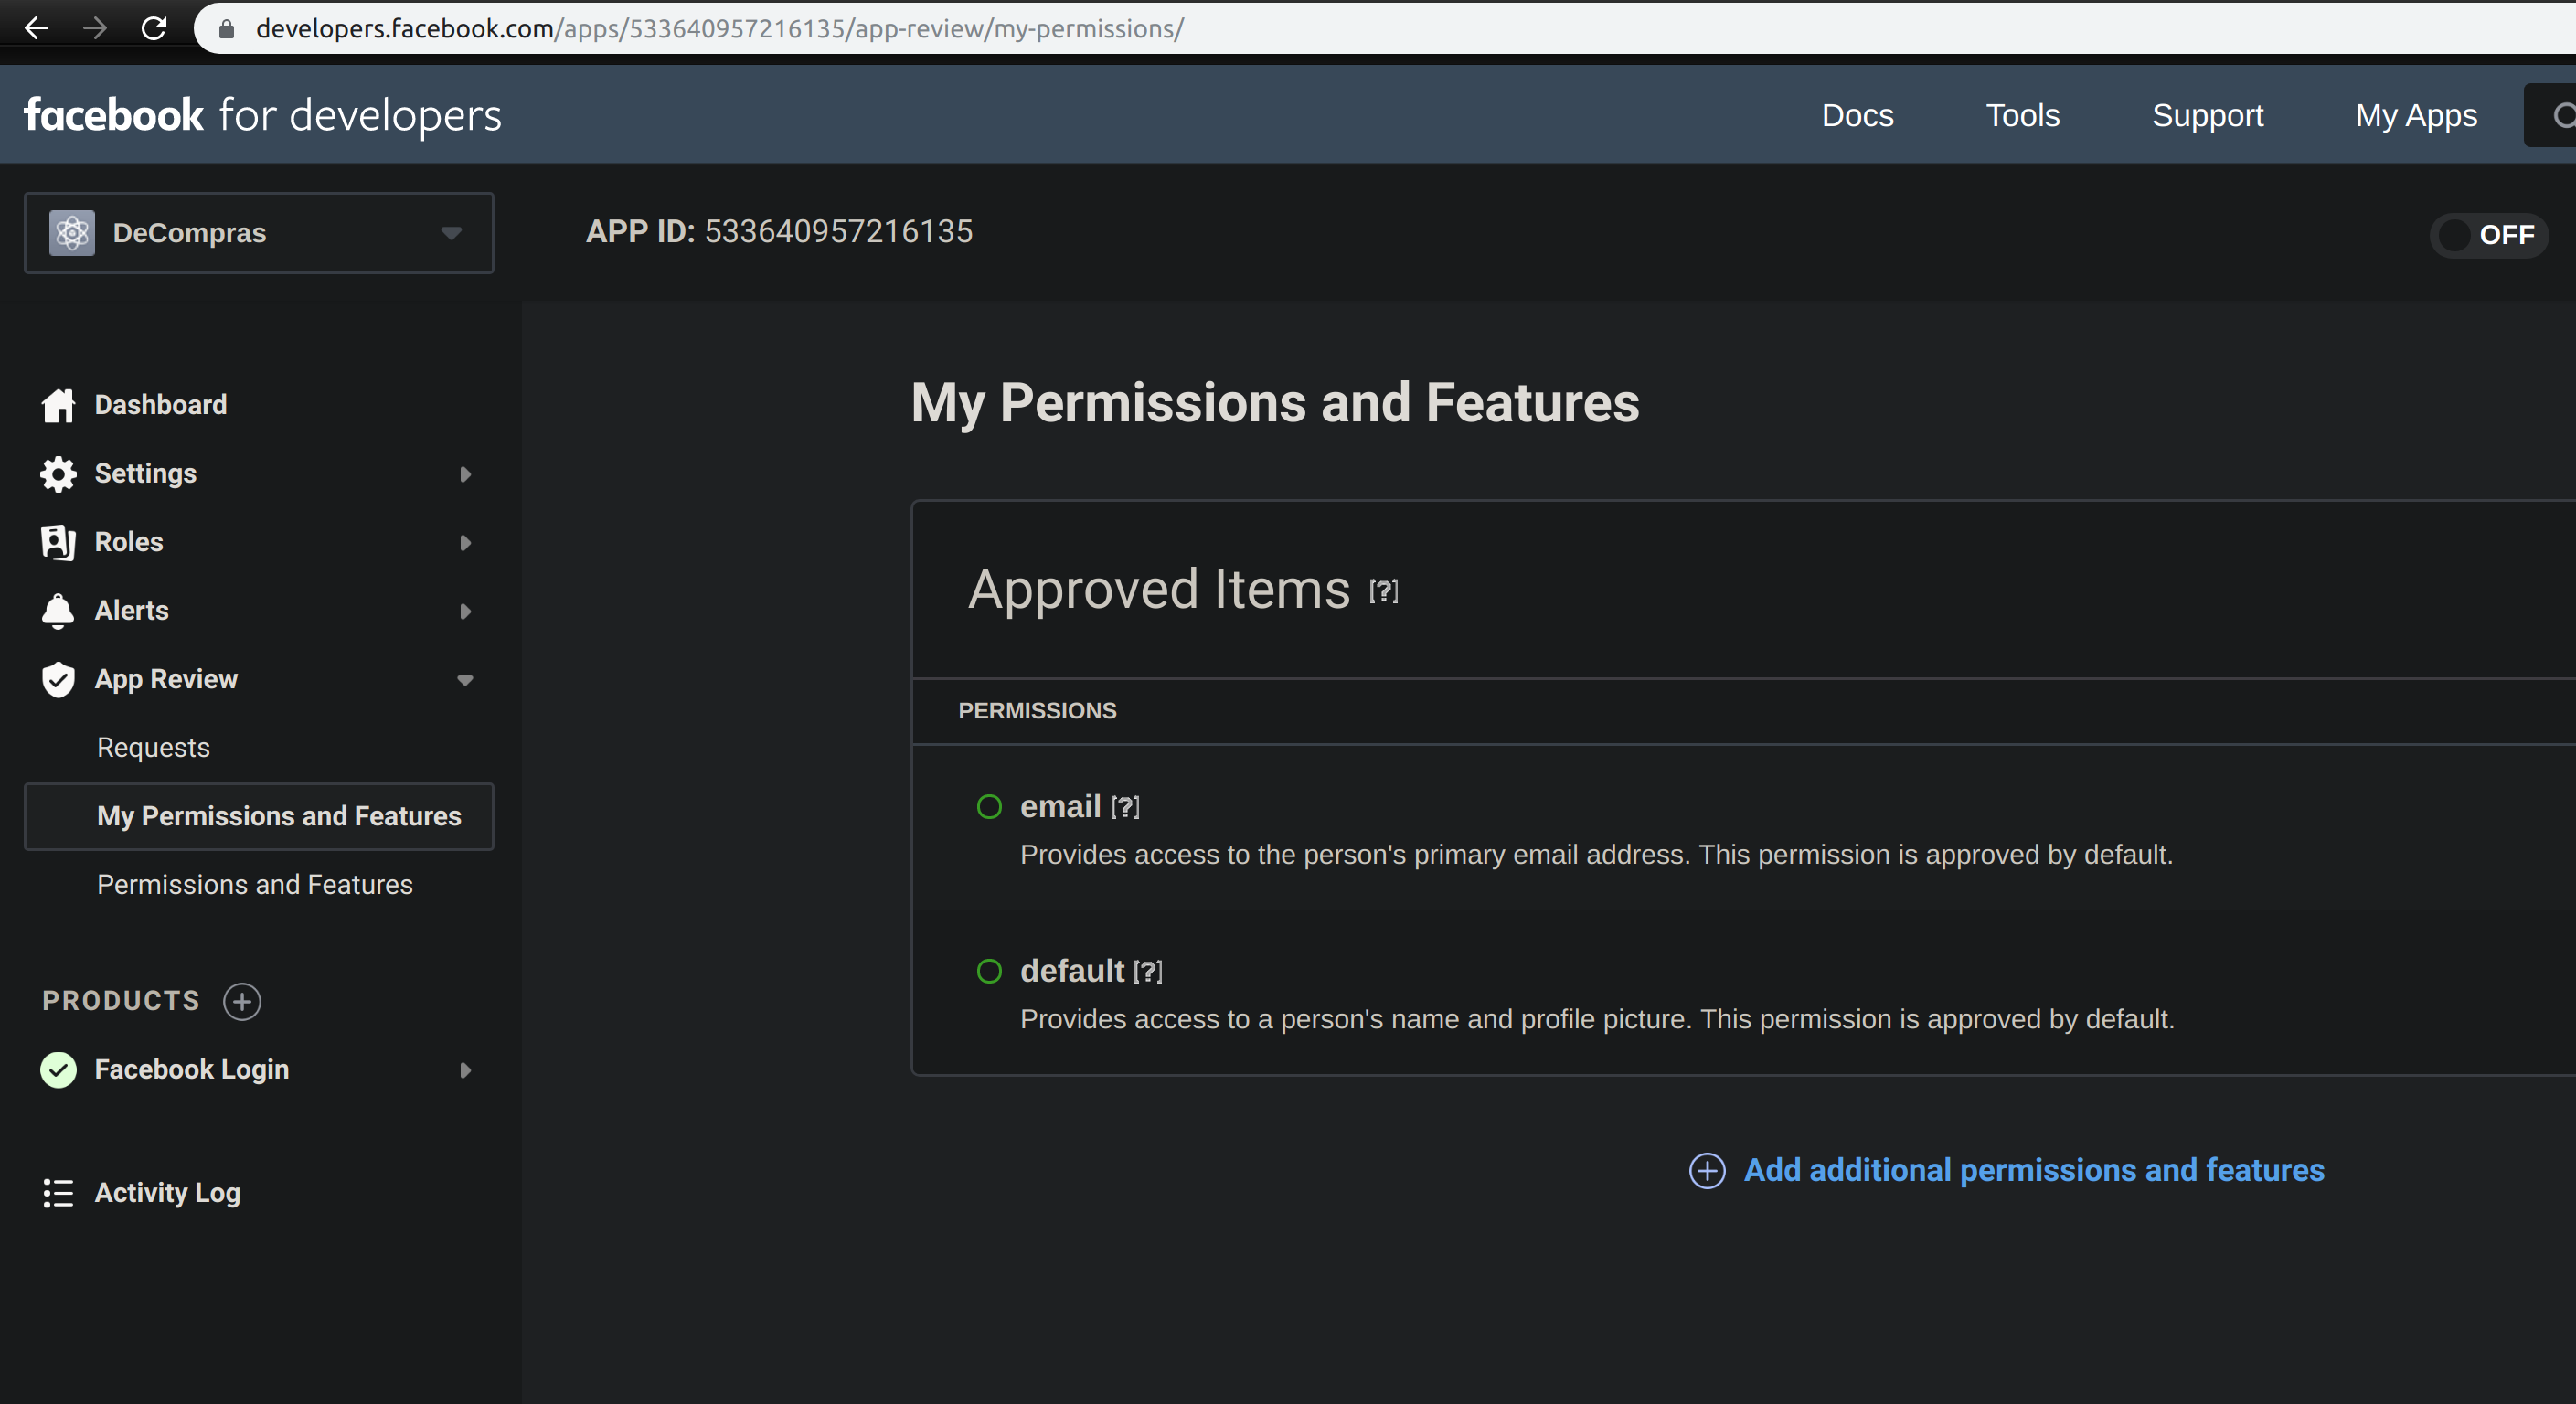 developers.facebook.com/apps/533640957216135/app-review/my-permissions/
facebook for developers
Docs Tools Support My Apps
DeCompras
APP ID: 533640957216135
OFF
Dashboard
Settings
Roles
Alerts
App Review
Requests
My Permissions and Features
Permissions and Features
PRODUCTS
Facebook Login
Activity Log
My Permissions and Features
Approved Items [?]
PERMISSIONS
email [?]
Provides access to the person's primary email address. This permission is approved by default.
default [?]
Provides access to a person's name and profile picture. This permission is approved by default.
Add additional permissions and features